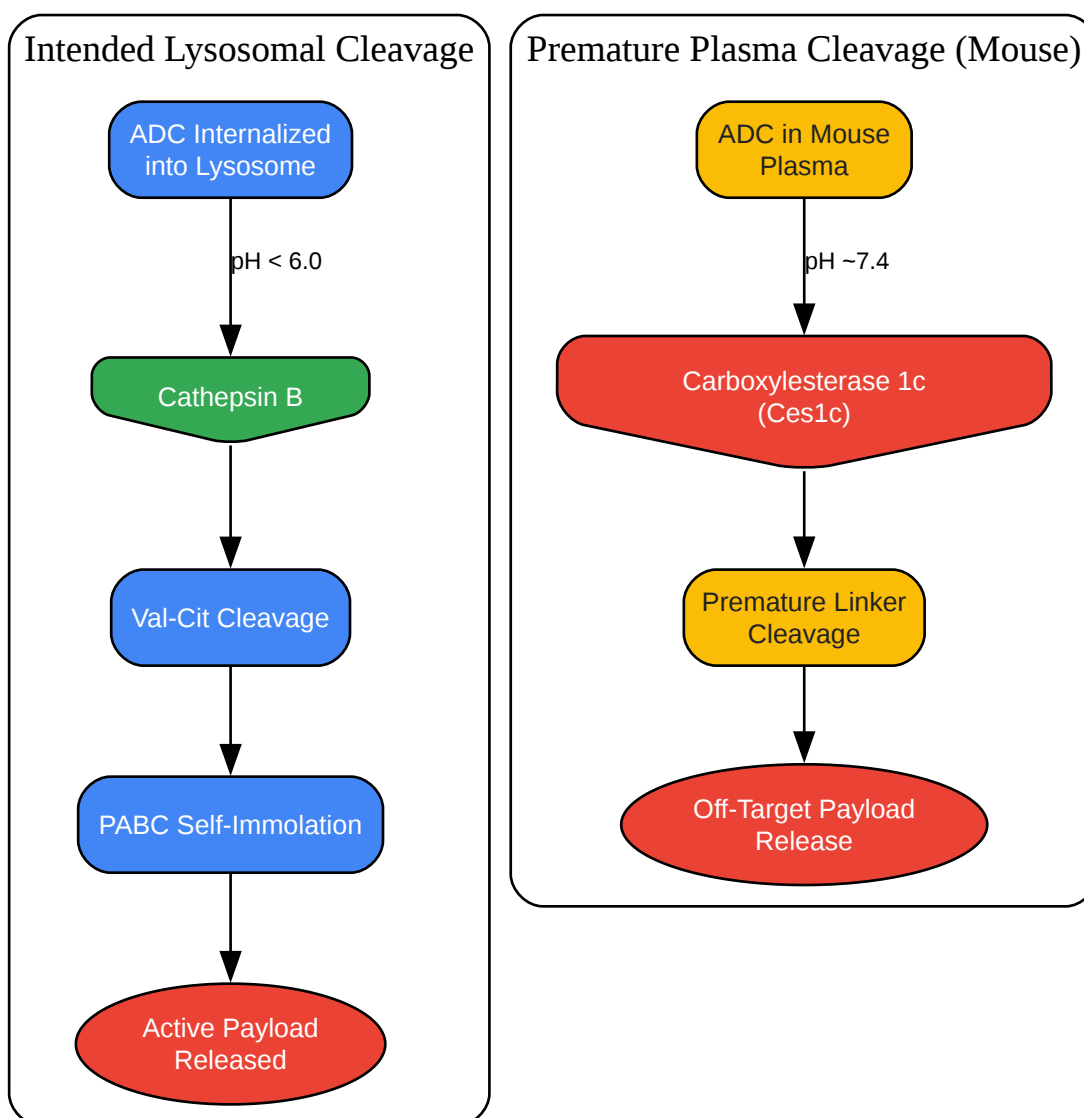 Intended Lysosomal Cleavage
ADC Internalized
into Lysosome
pH < 6.0
Cathepsin B
Val-Cit Cleavage
PABC Self-Immolation
Active Payload
Released
Premature Plasma Cleavage (Mouse)
ADC in Mouse
Plasma
pH ~7.4
Carboxylesterase 1c
(Ces1c)
Premature Linker
Cleavage
Off-Target Payload
Release